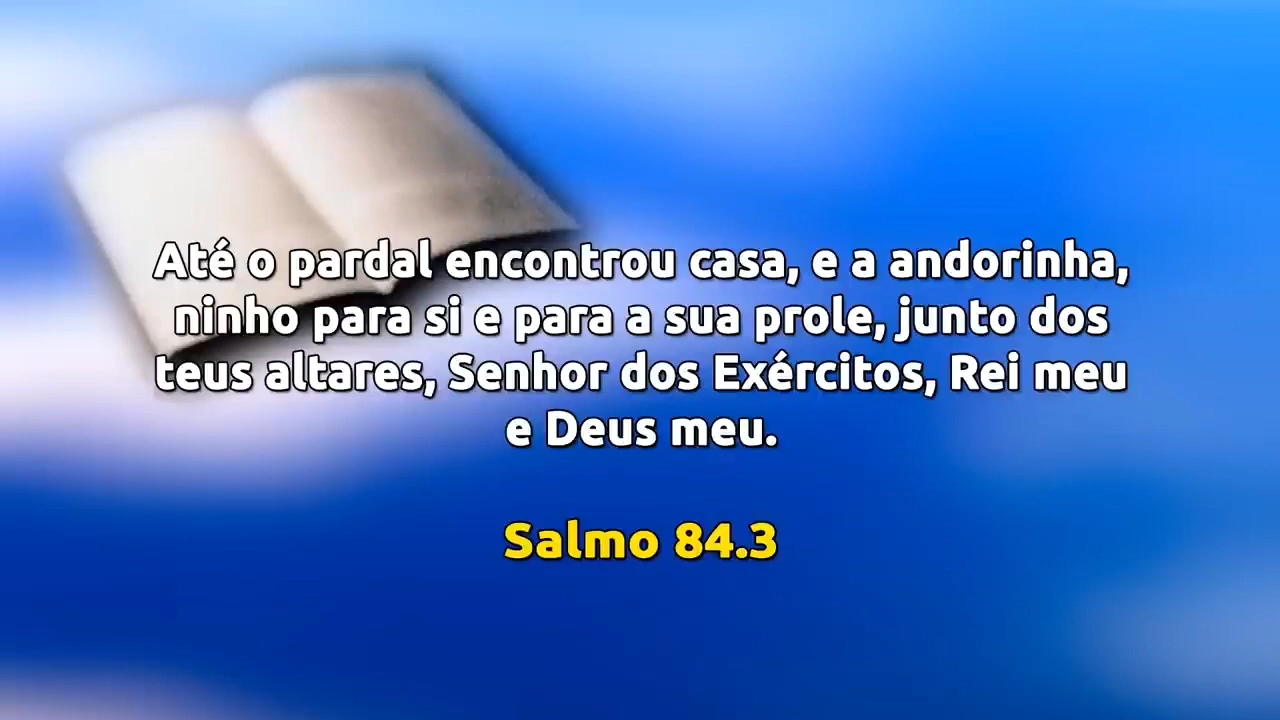 Até o pardal encontrou casa, e a andorinha,
ninho para si e para a sua prole, junto dos
teus altares, Senhor dos Exércitos, Rei meu
e Deus meu.
Salmo 84.3